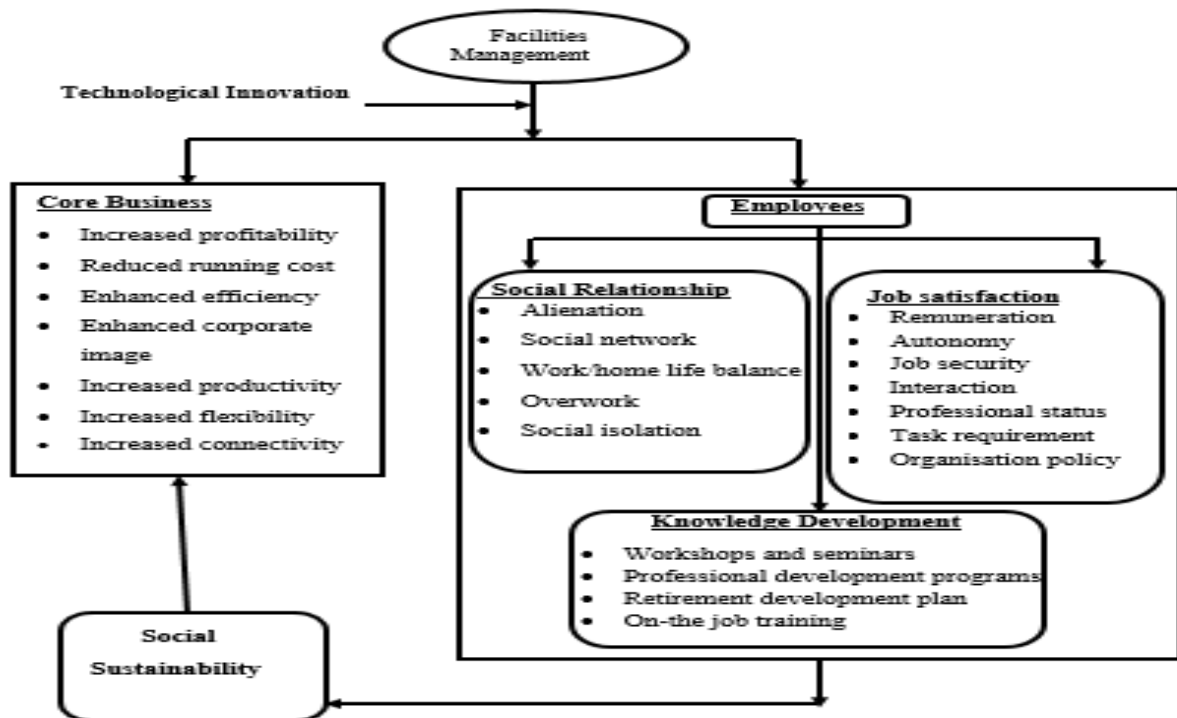 Facilities
Management
Technological Innovation
Core Business
• Increased profitability
• Reduced running cost
• Enhanced efficiency
• Enhanced corporate
image
• Increased productivity
• Increased flexibility
• Increased connectivity
Employees
Social Relationship
• Alienation
• Social network
• Work/home life balance
• Overwork
• Social isolation
Job satisfaction
• Remuneration
• Autonomy
• Job security
• Interaction
• Professional status
• Task requirement
• Organisation policy
Knowledge Development
• Workshops and seminars
• Professional development programs
• Retirement development plan
• On-the job training
Social
Sustainability